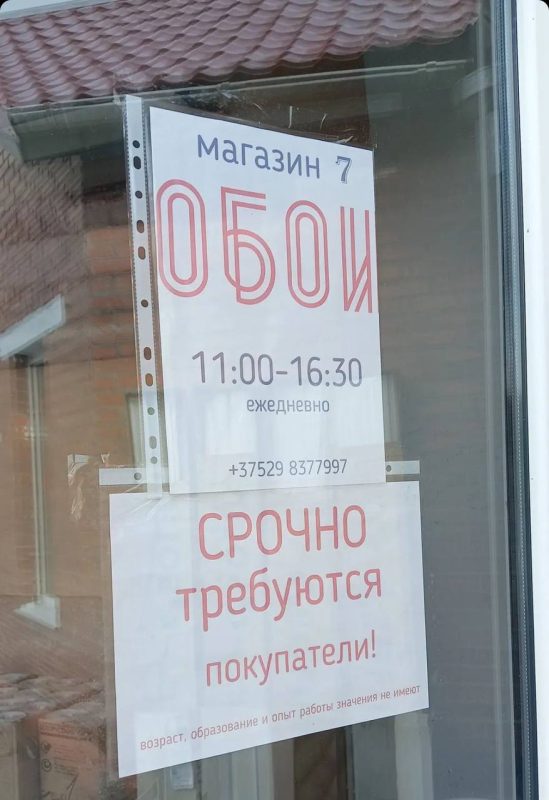 магазин 7
ОБОИ
11:00-16:30
ежедневно
+37529 8377997
СРОЧНО
требуются
покупатели!
возраст, образование и опыт работы значения не имеют